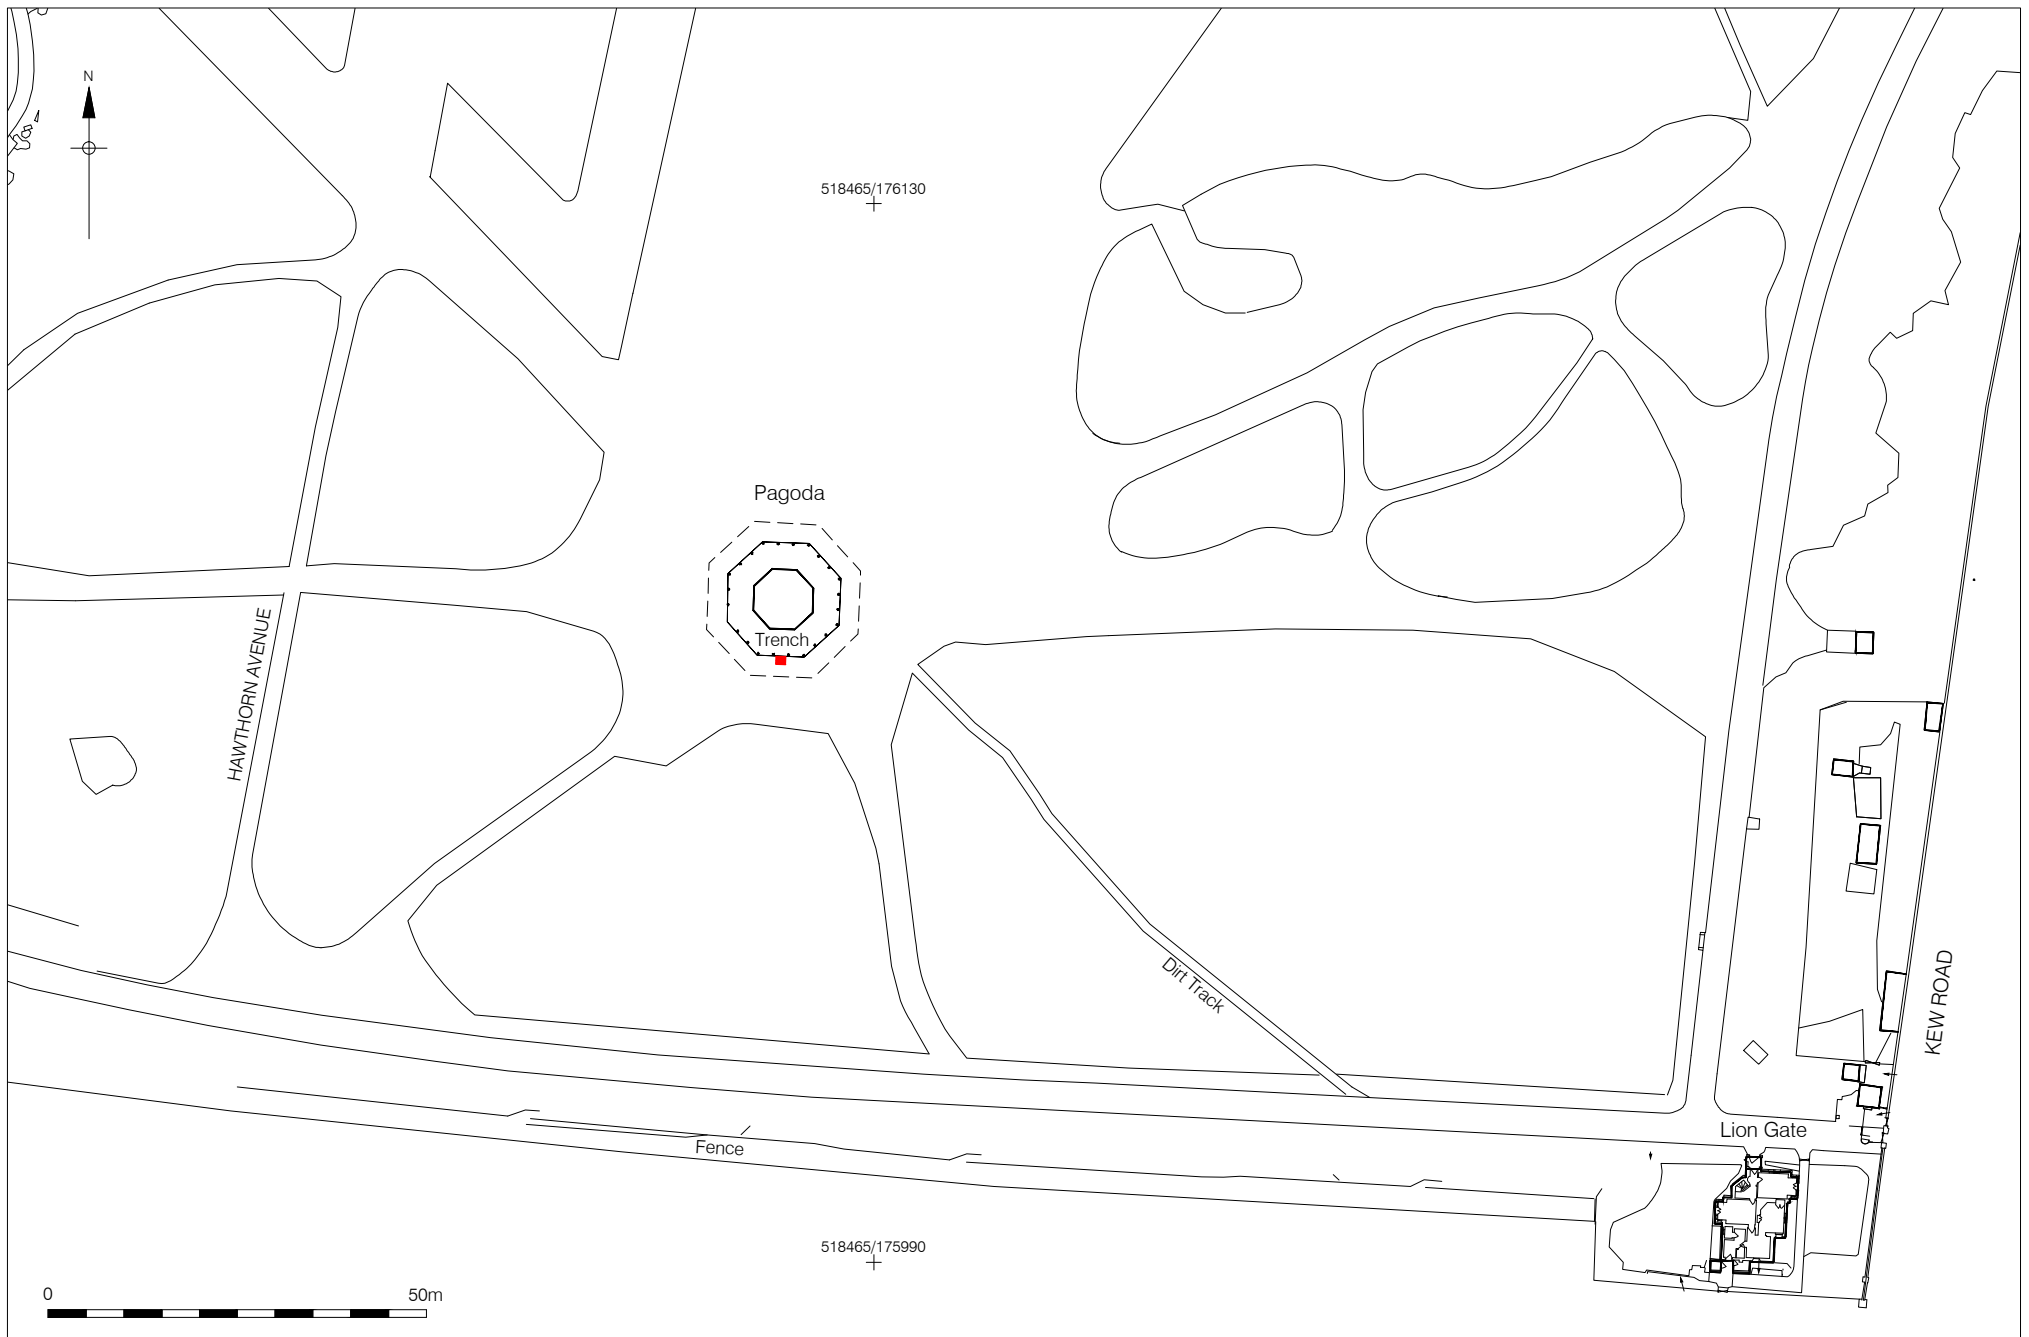 N
518465/176130
Pagoda
Trench
HAWTHORN AVENUE
Dirt Track
KEW ROAD
Lion Gate
Fence
518465/175990
0 50m